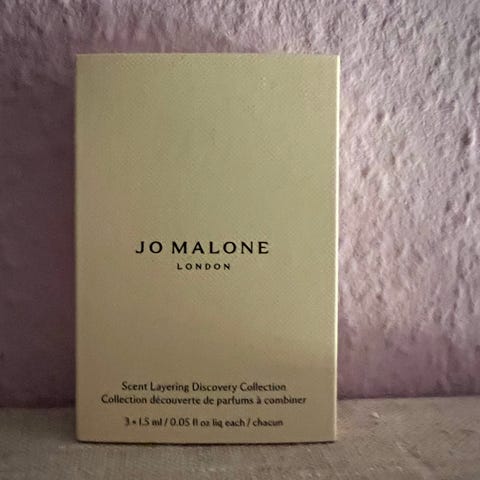 JO MALONE
LONDON
Scent Layering Discovery Collection
Collection découverte de parfums à combiner
3 × 1.5 ml / 0.05 fl oz liq each / chacun